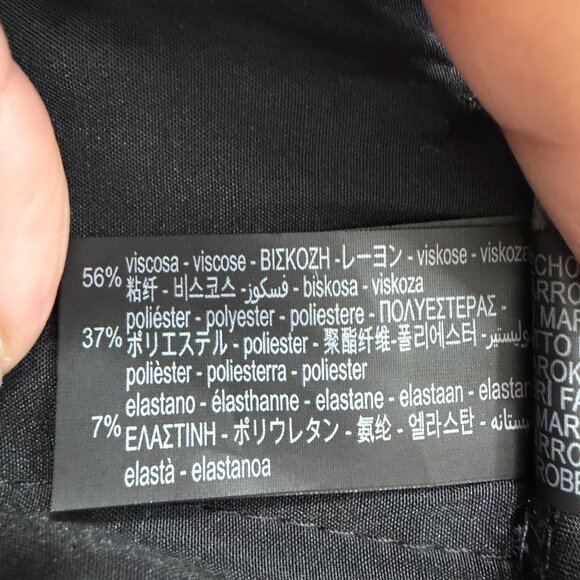 56% viscosa - viscose - ΒΙΣΚΟΖΗ -レーヨン - viskose - viskoza
粘纤 - 비스코스 - فسكوز - biskosa - viskoza
poliéster - polyester - poliestere - ΠΟΛΥΕΣΤΕΡΑΣ -
37% ポリエステル - poliester - 聚酯纤维 - 폴리에스터 -
polièster - poliesterra - poliester
elastano - élasthanne - elastane - elastaan -
7% ΕΛΑΣΤΙΝΗ - ポリウレタン - 氨纶 - 엘라스탄 -
elastà - elastanoa
MAR
MAR